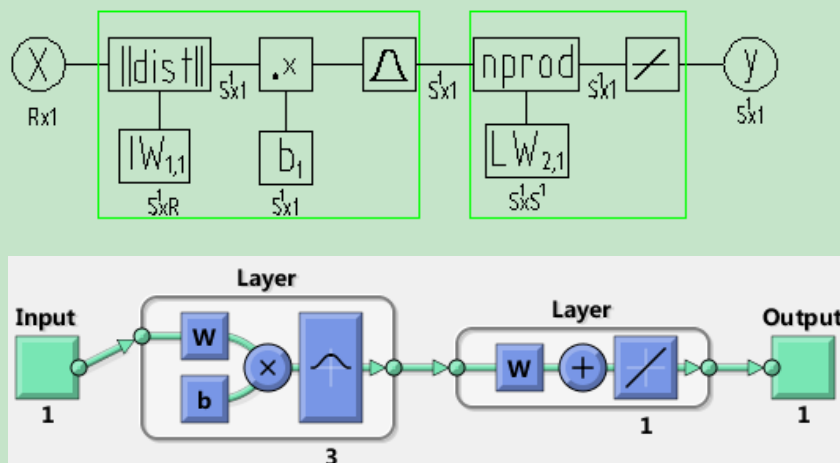 X ||dist|| .x nprod y
Rx1 S¹x1 S¹x1 S¹x1 S¹x1
IW1,1 b1 LW2,1
S¹xR S¹x1 S¹xS¹
Layer
Layer
Input Output
W
W + 
×
b
1 1
1
3